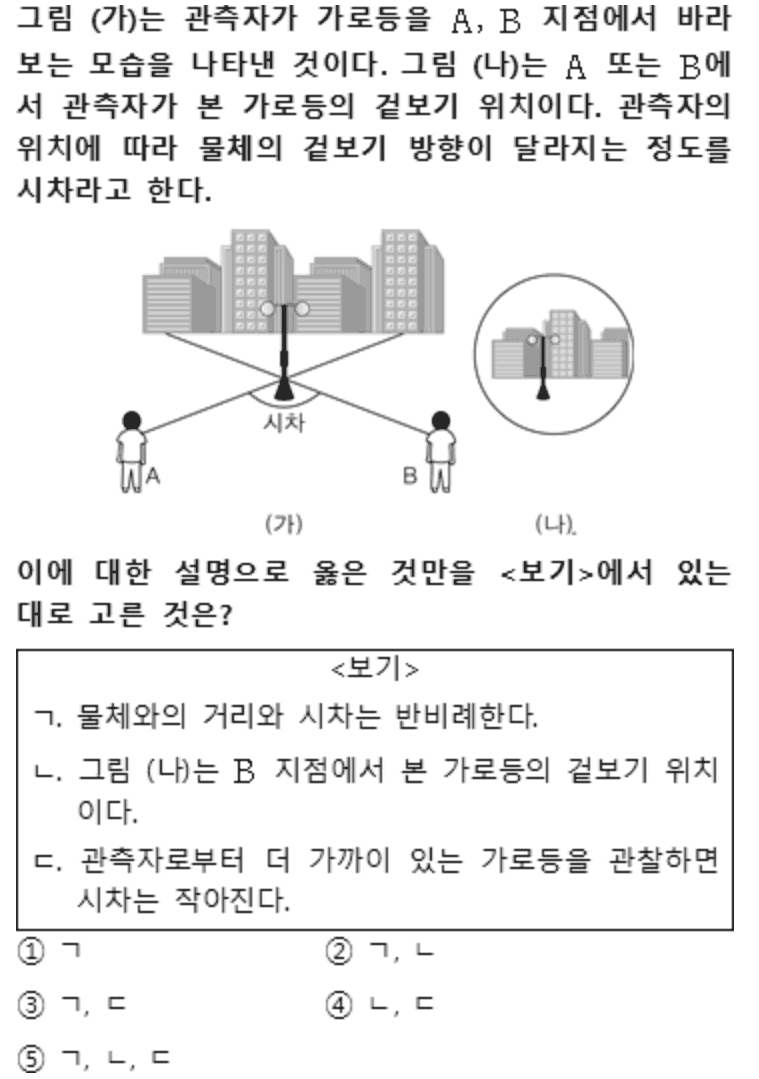 그림 (가)는 관측자가 가로등을 A, B 지점에서 바라
보는 모습을 나타낸 것이다. 그림 (나)는 A 또는 B에
서 관측자가 본 가로등의 겉보기 위치이다. 관측자의
위치에 따라 물체의 겉보기 방향이 달라지는 정도를
시차라고 한다.
시차
A
B
(가)
(나).
이에 대한 설명으로 옳은 것만을 <보기>에서 있는
대로 고른 것은?
<보기>
ㄱ. 물체와의 거리와 시차는 반비례한다.
ㄴ. 그림 (나)는 B 지점에서 본 가로등의 겉보기 위치
이다.
ㄷ. 관측자로부터 더 가까이 있는 가로등을 관찰하면
시차는 작아진다.
① ㄱ ② ㄱ, ㄴ
③ ㄱ, ㄷ ④ ㄴ, ㄷ
⑤ ㄱ, ㄴ, ㄷ